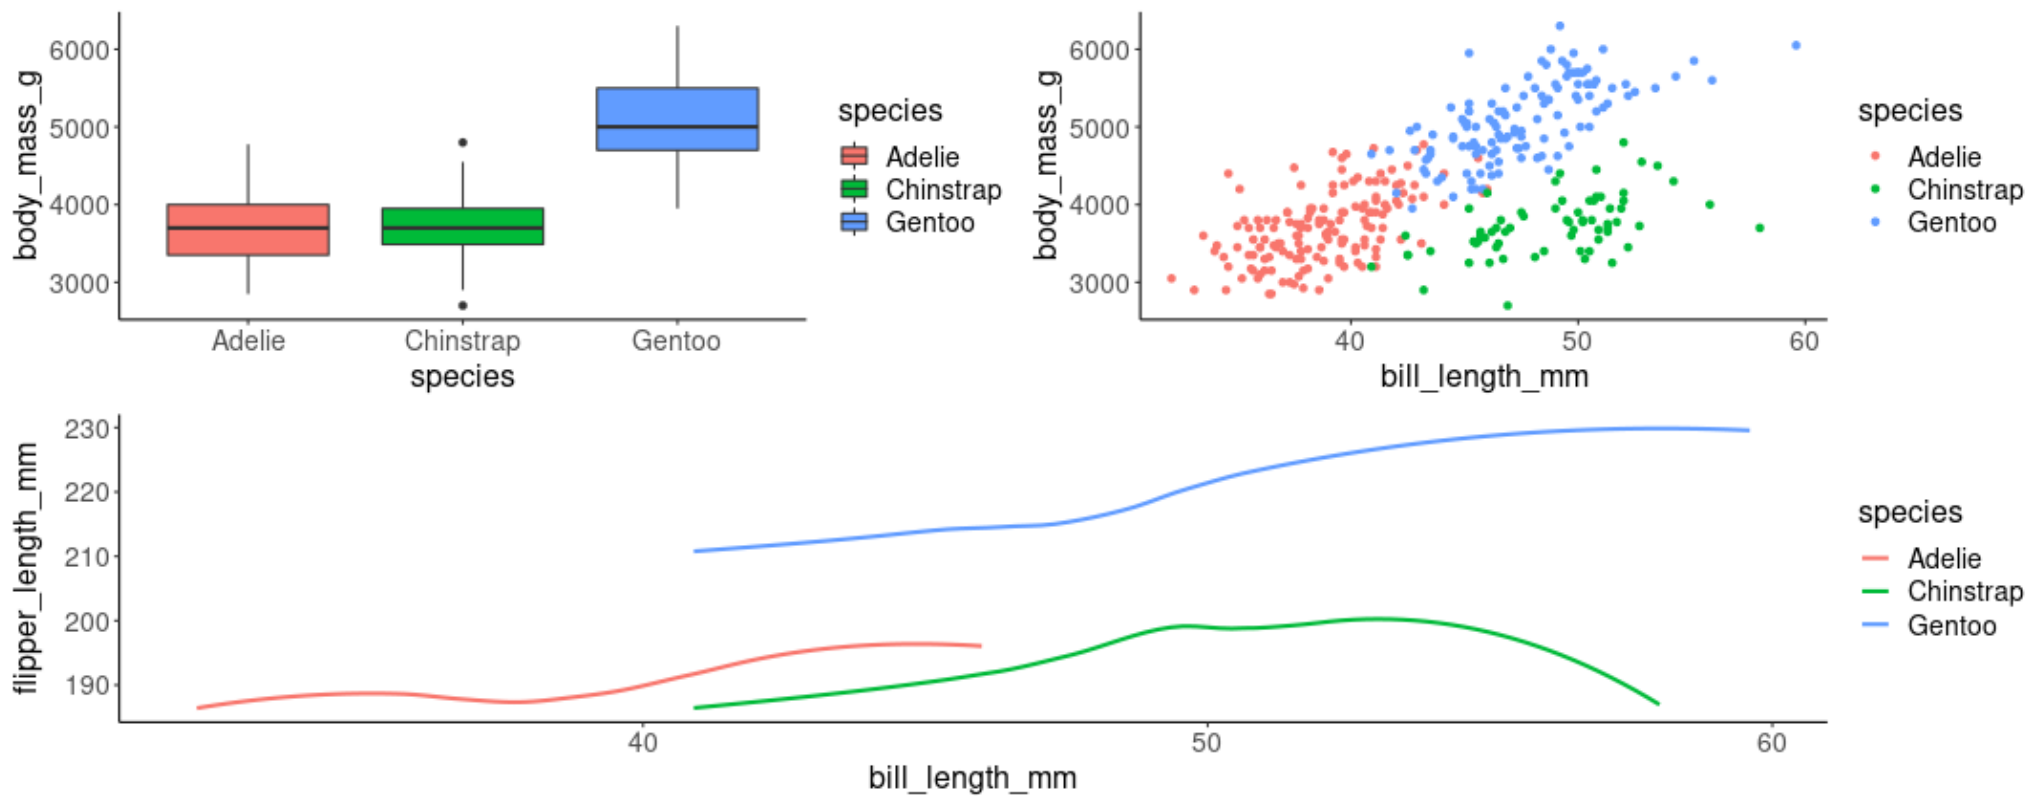 body_mass_g
6000
5000
4000
3000
Adelie Chinstrap Gentoo
species
species
Adelie
Chinstrap
Gentoo
body_mass_g
6000
5000
4000
3000
40 50 60
bill_length_mm
species
Adelie
Chinstrap
Gentoo
flipper_length_mm
230
220
210
200
190
40 50 60
bill_length_mm
species
Adelie
Chinstrap
Gentoo